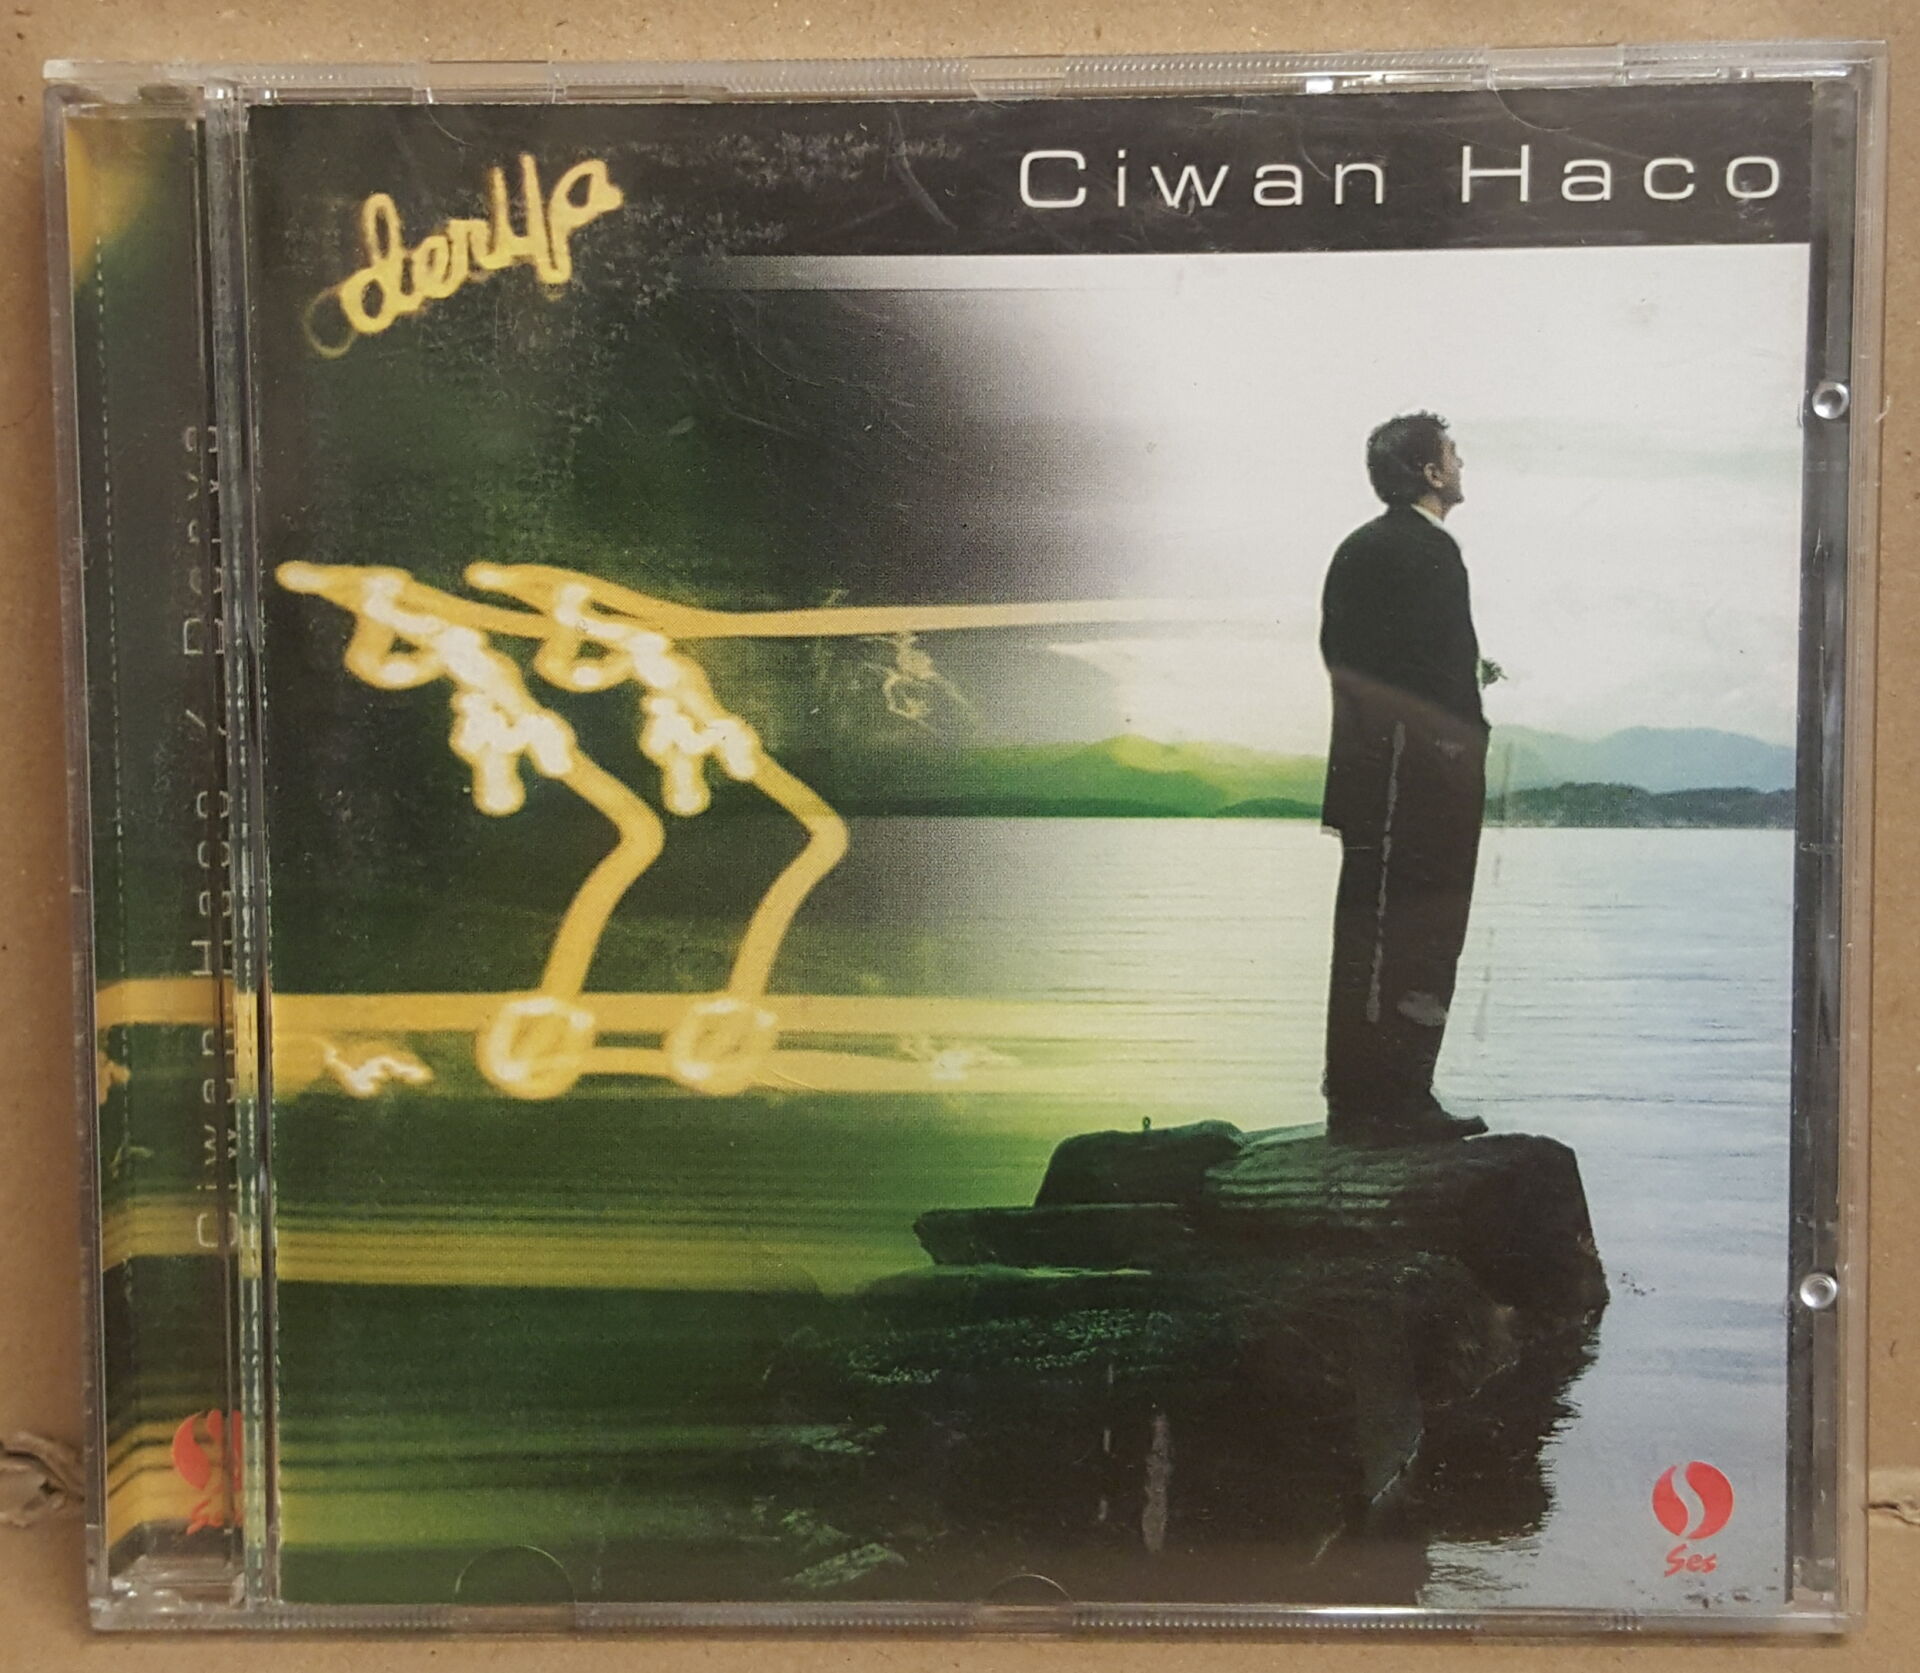 derya
Ciwan Haco
Ciwan Haco / Derya
Ses
Ses